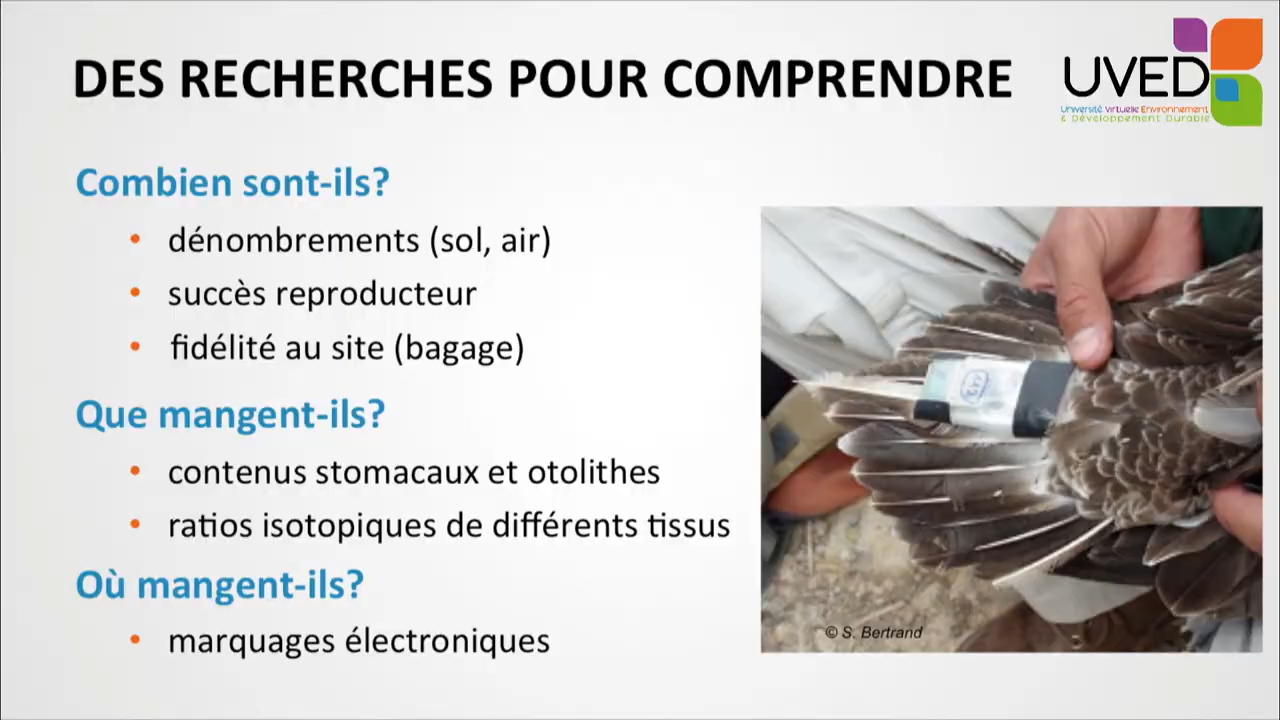 DES RECHERCHES POUR COMPRENDRE
UVED
Université Virtuelle Environnement
& Développement Durable
Combien sont-ils?
• dénombrements (sol, air)
• succès reproducteur
• fidélité au site (bagage)
Que mangent-ils?
• contenus stomacaux et otolithes
• ratios isotopiques de différents tissus
Où mangent-ils?
• marquages électroniques
© S. Bertrand